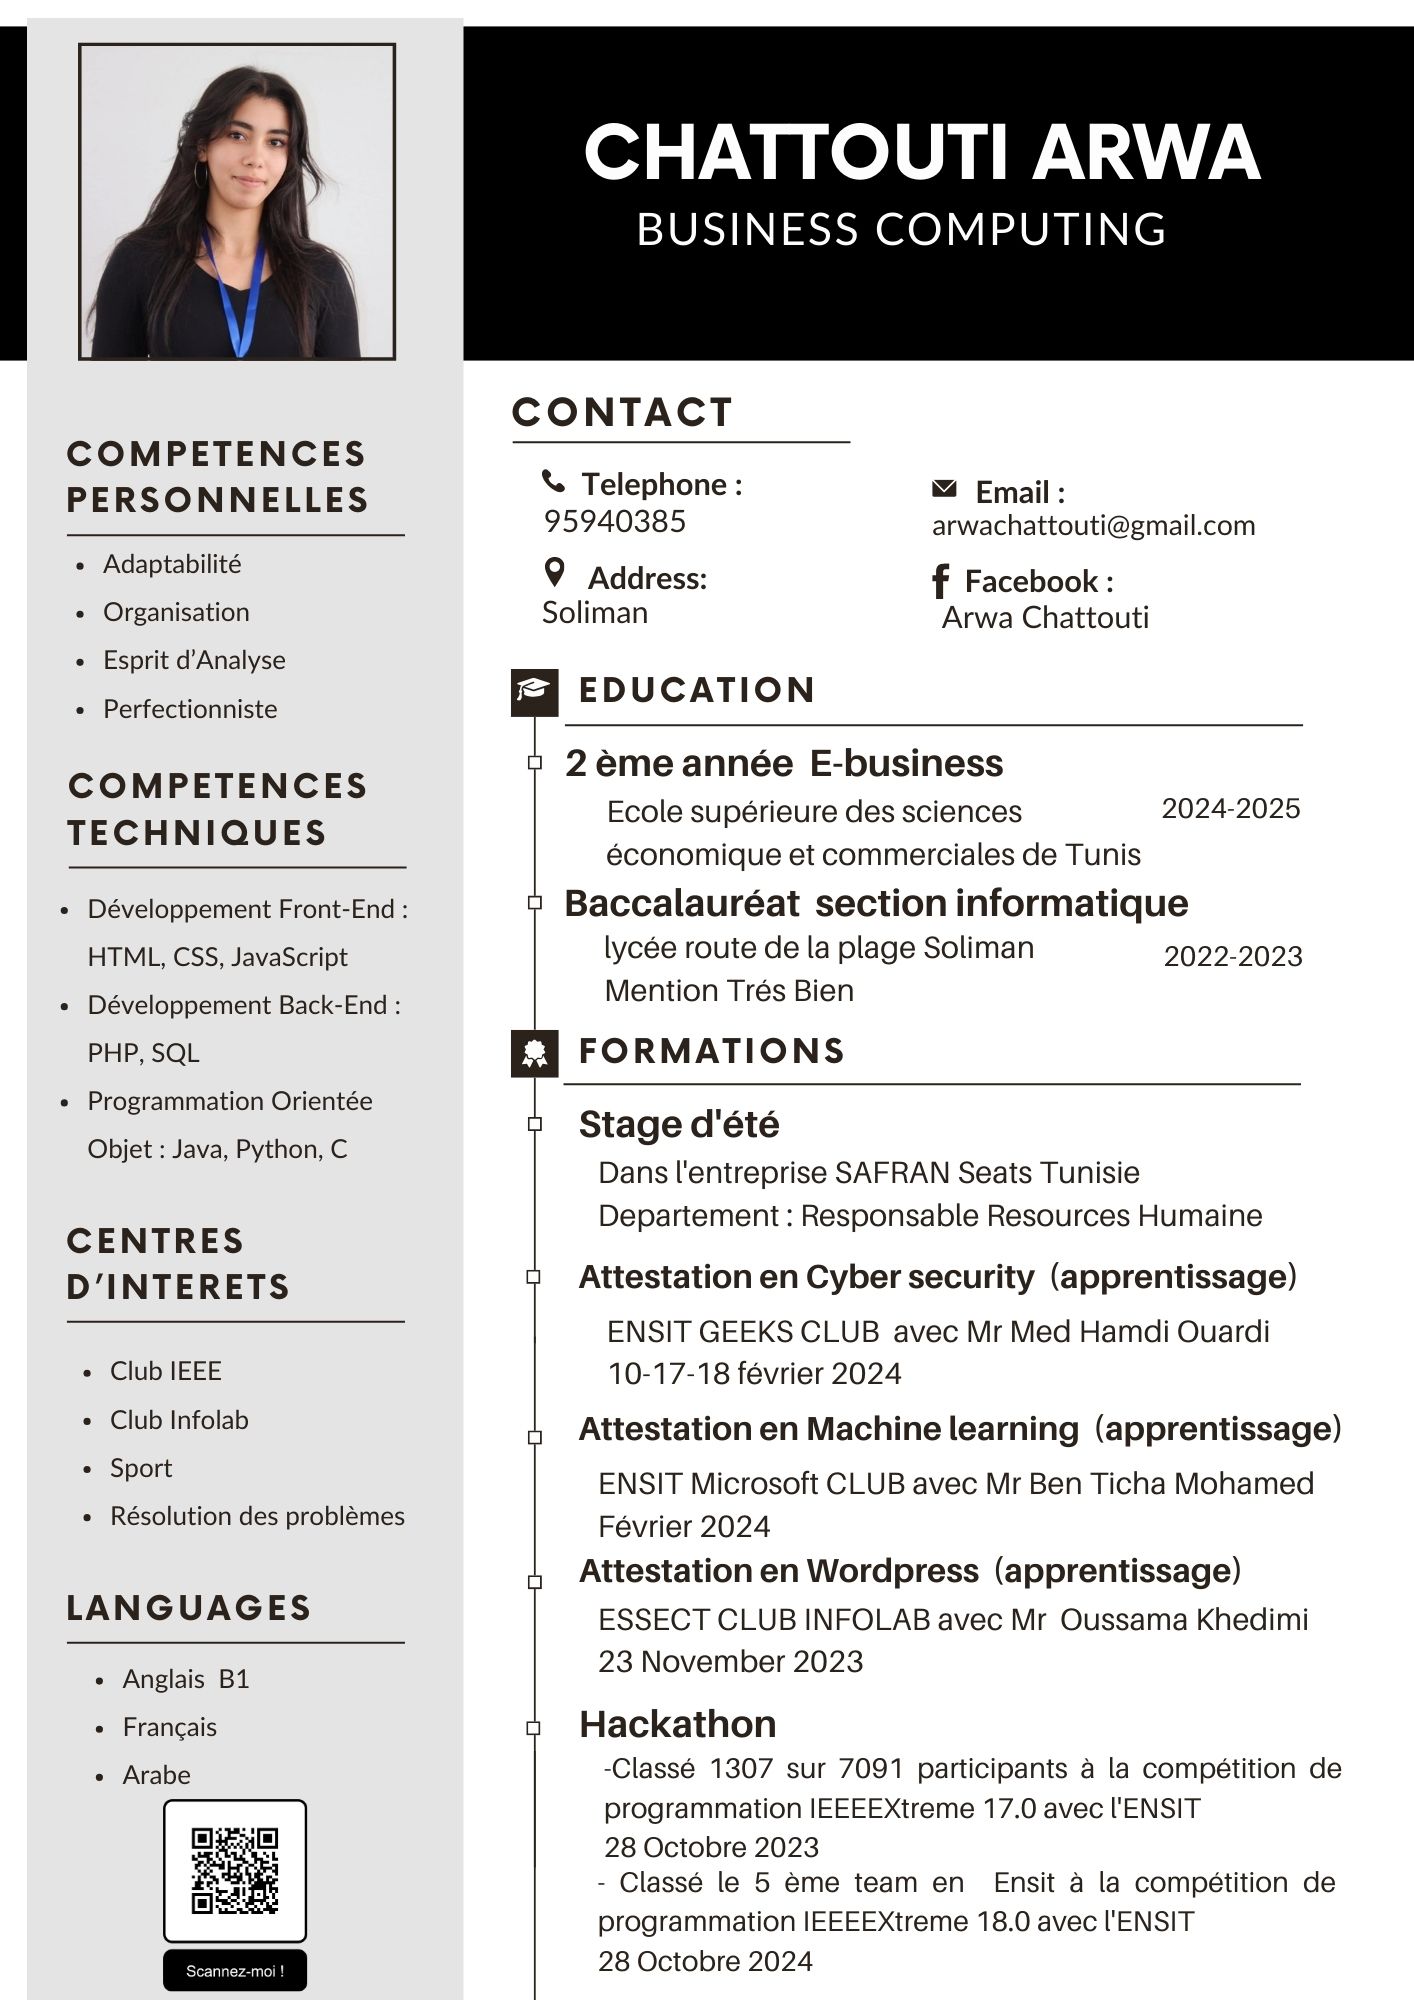 CHATTOUTI ARWA
BUSINESS COMPUTING
COMPETENCES
PERSONNELLES
Adaptabilité
Organisation
Esprit d’Analyse
Perfectionniste
COMPETENCES
TECHNIQUES
Développement Front-End :
HTML, CSS, JavaScript
Développement Back-End :
PHP, SQL
Programmation Orientée
Objet : Java, Python, C
CENTRES
D’INTERETS
Club IEEE
Club Infolab
Sport
Résolution des problèmes
LANGUAGES
Anglais B1
Français
Arabe
Scannez-moi !
CONTACT
Telephone :
95940385
Email :
arwachattouti@gmail.com
Address:
Soliman
Facebook :
Arwa Chattouti
EDUCATION
2 ème année E-business
Ecole supérieure des sciences
économique et commerciales de Tunis
2024-2025
Baccalauréat section informatique
lycée route de la plage Soliman
Mention Trés Bien
2022-2023
FORMATIONS
Stage d'été
Dans l'entreprise SAFRAN Seats Tunisie
Departement : Responsable Resources Humaine
Attestation en Cyber security (apprentissage)
ENSIT GEEKS CLUB avec Mr Med Hamdi Ouardi
10-17-18 février 2024
Attestation en Machine learning (apprentissage)
ENSIT Microsoft CLUB avec Mr Ben Ticha Mohamed
Février 2024
Attestation en Wordpress (apprentissage)
ESSECT CLUB INFOLAB avec Mr Oussama Khedimi
23 November 2023
Hackathon
-Classé 1307 sur 7091 participants à la compétition de
programmation IEEEEXtreme 17.0 avec l'ENSIT
28 Octobre 2023
- Classé le 5 ème team en Ensit à la compétition de
programmation IEEEEXtreme 18.0 avec l'ENSIT
28 Octobre 2024